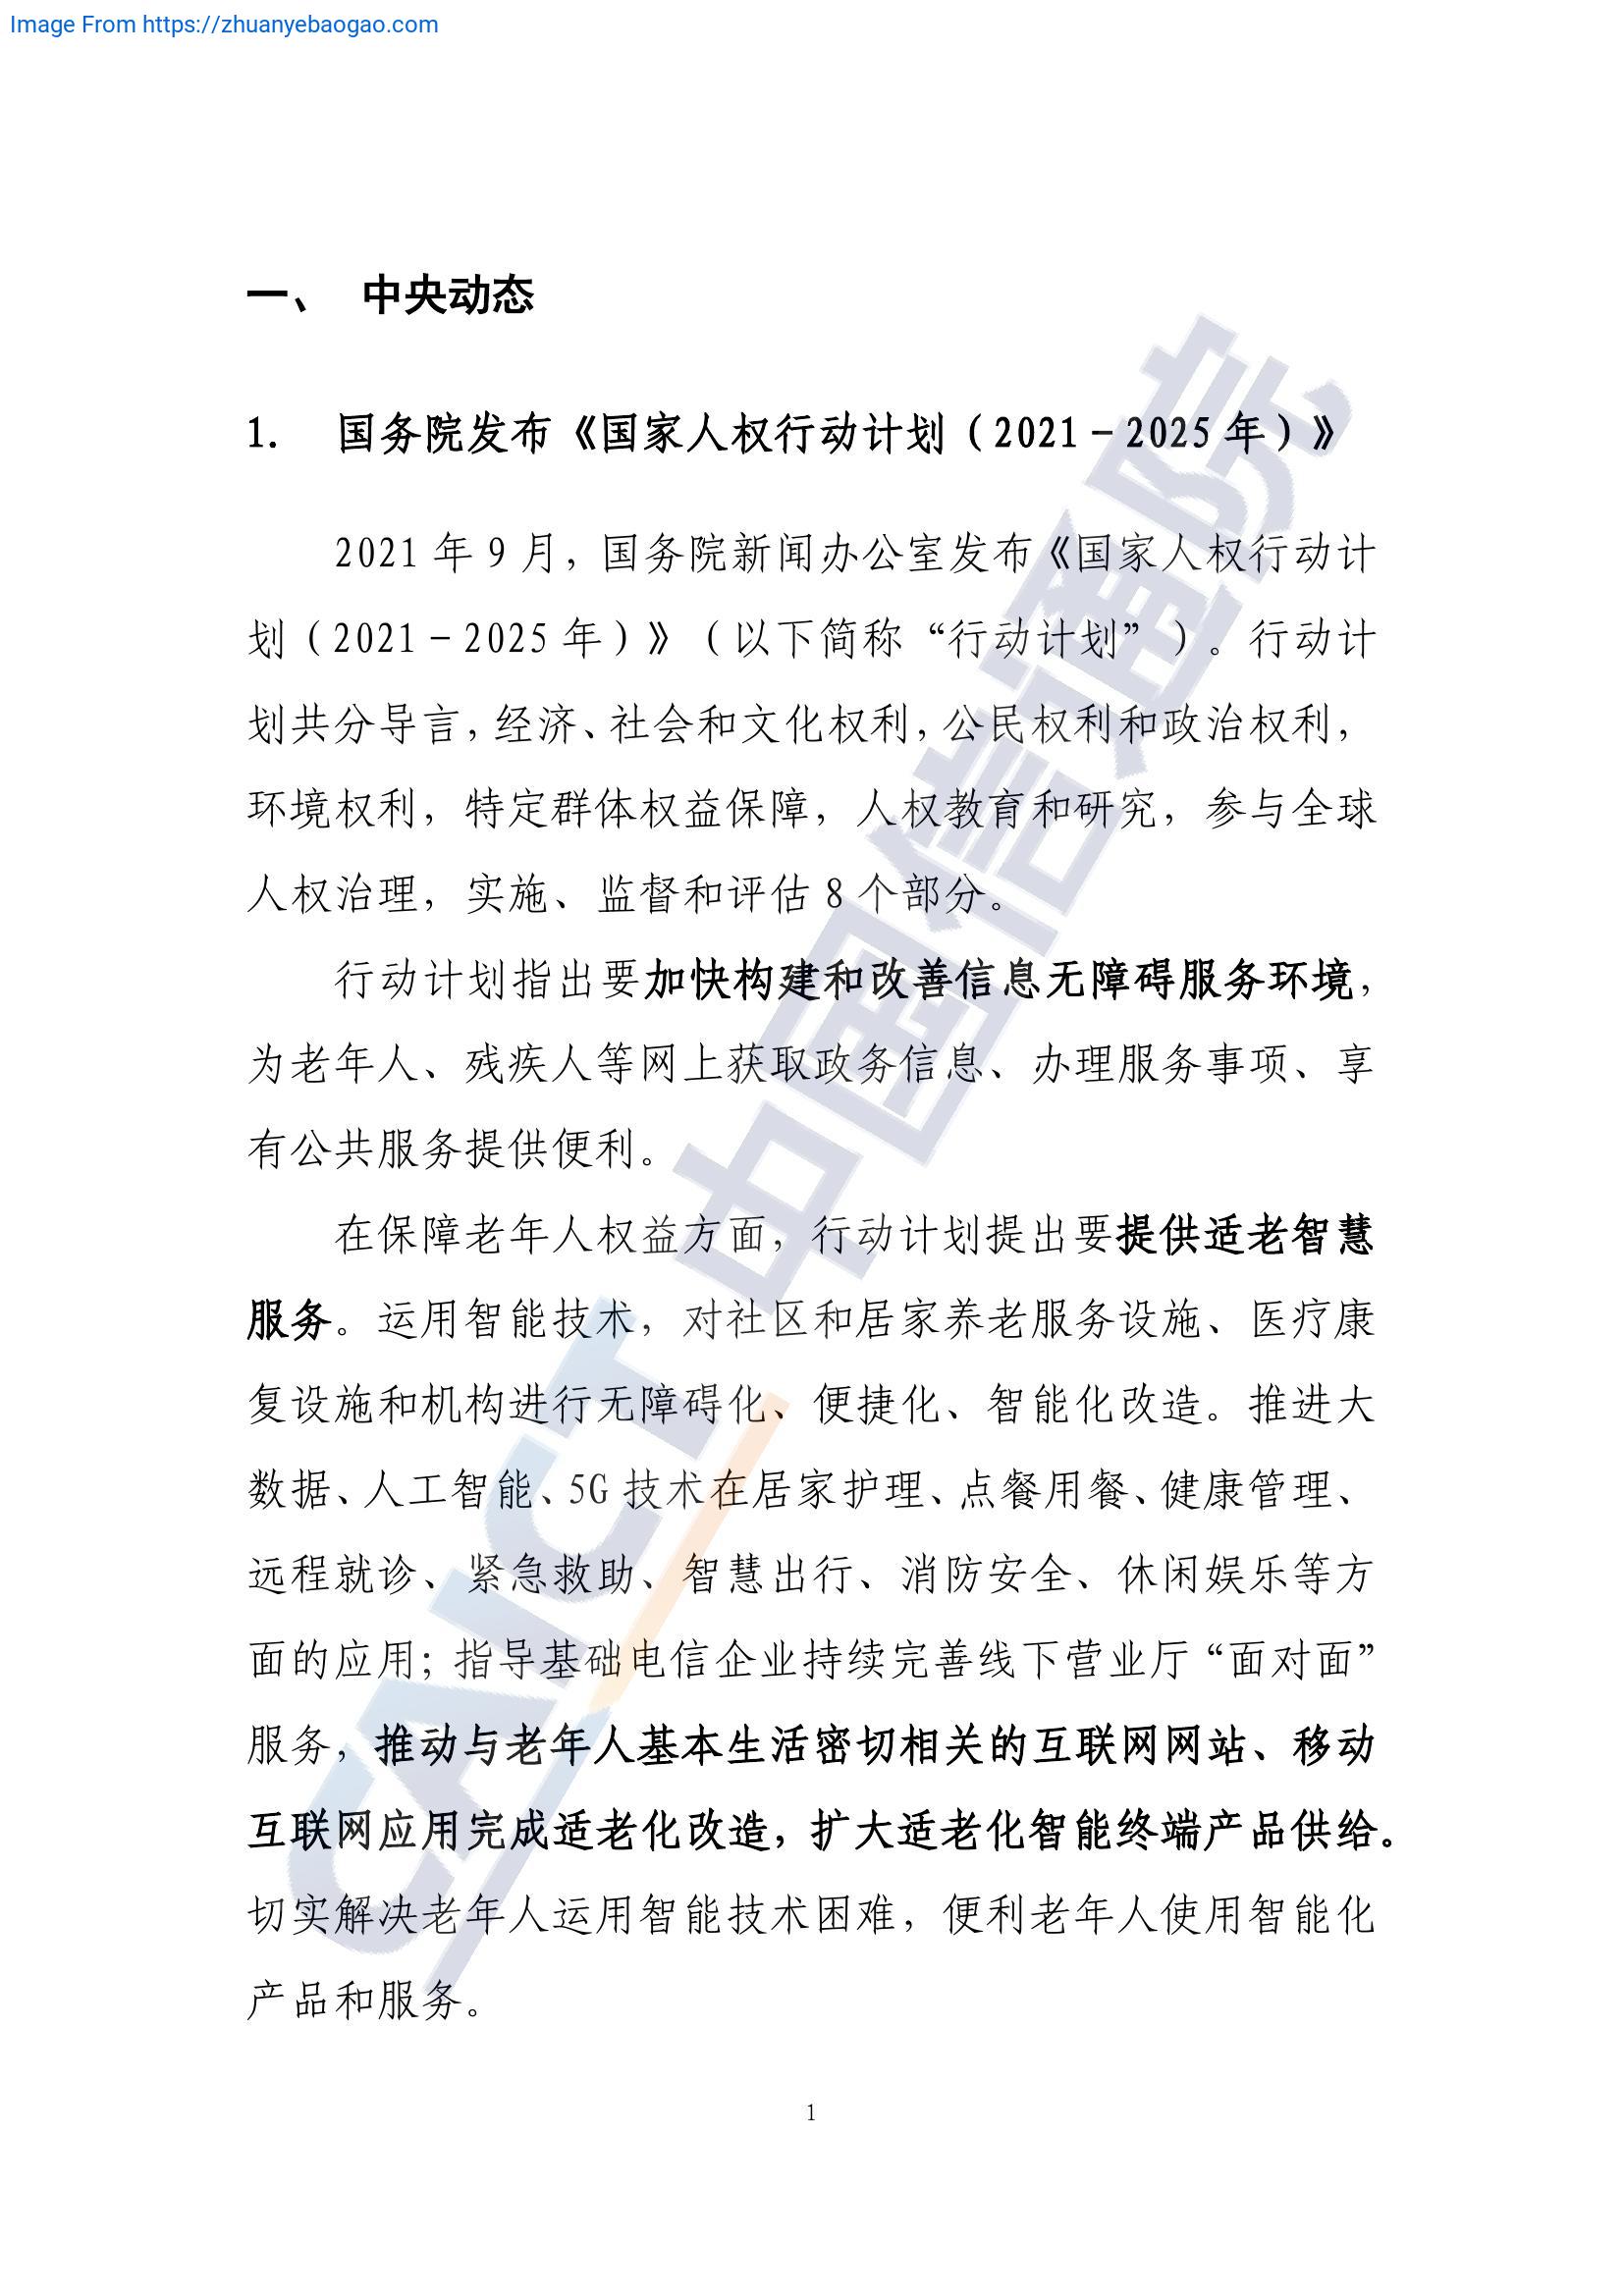 Image From https://zhuanyebaogao.com
一、 中央动态
1. 国务院发布《国家人权行动计划（2021－2025 年）》
2021 年 9 月，国务院新闻办公室发布《国家人权行动计
划（2021－2025 年）》（以下简称“行动计划”）。行动计
划共分导言，经济、社会和文化权利，公民权利和政治权利，
环境权利，特定群体权益保障，人权教育和研究，参与全球
人权治理，实施、监督和评估 8 个部分。
行动计划指出要加快构建和改善信息无障碍服务环境，
为老年人、残疾人等网上获取政务信息、办理服务事项、享
有公共服务提供便利。
在保障老年人权益方面，行动计划提出要提供适老智慧
服务。运用智能技术，对社区和居家养老服务设施、医疗康
复设施和机构进行无障碍化、便捷化、智能化改造。推进大
数据、人工智能、5G 技术在居家护理、点餐用餐、健康管理、
远程就诊、紧急救助、智慧出行、消防安全、休闲娱乐等方
面的应用；指导基础电信企业持续完善线下营业厅“面对面”
服务，推动与老年人基本生活密切相关的互联网网站、移动
互联网应用完成适老化改造，扩大适老化智能终端产品供给。
切实解决老年人运用智能技术困难，便利老年人使用智能化
产品和服务。
CAICT 中国信通院
1